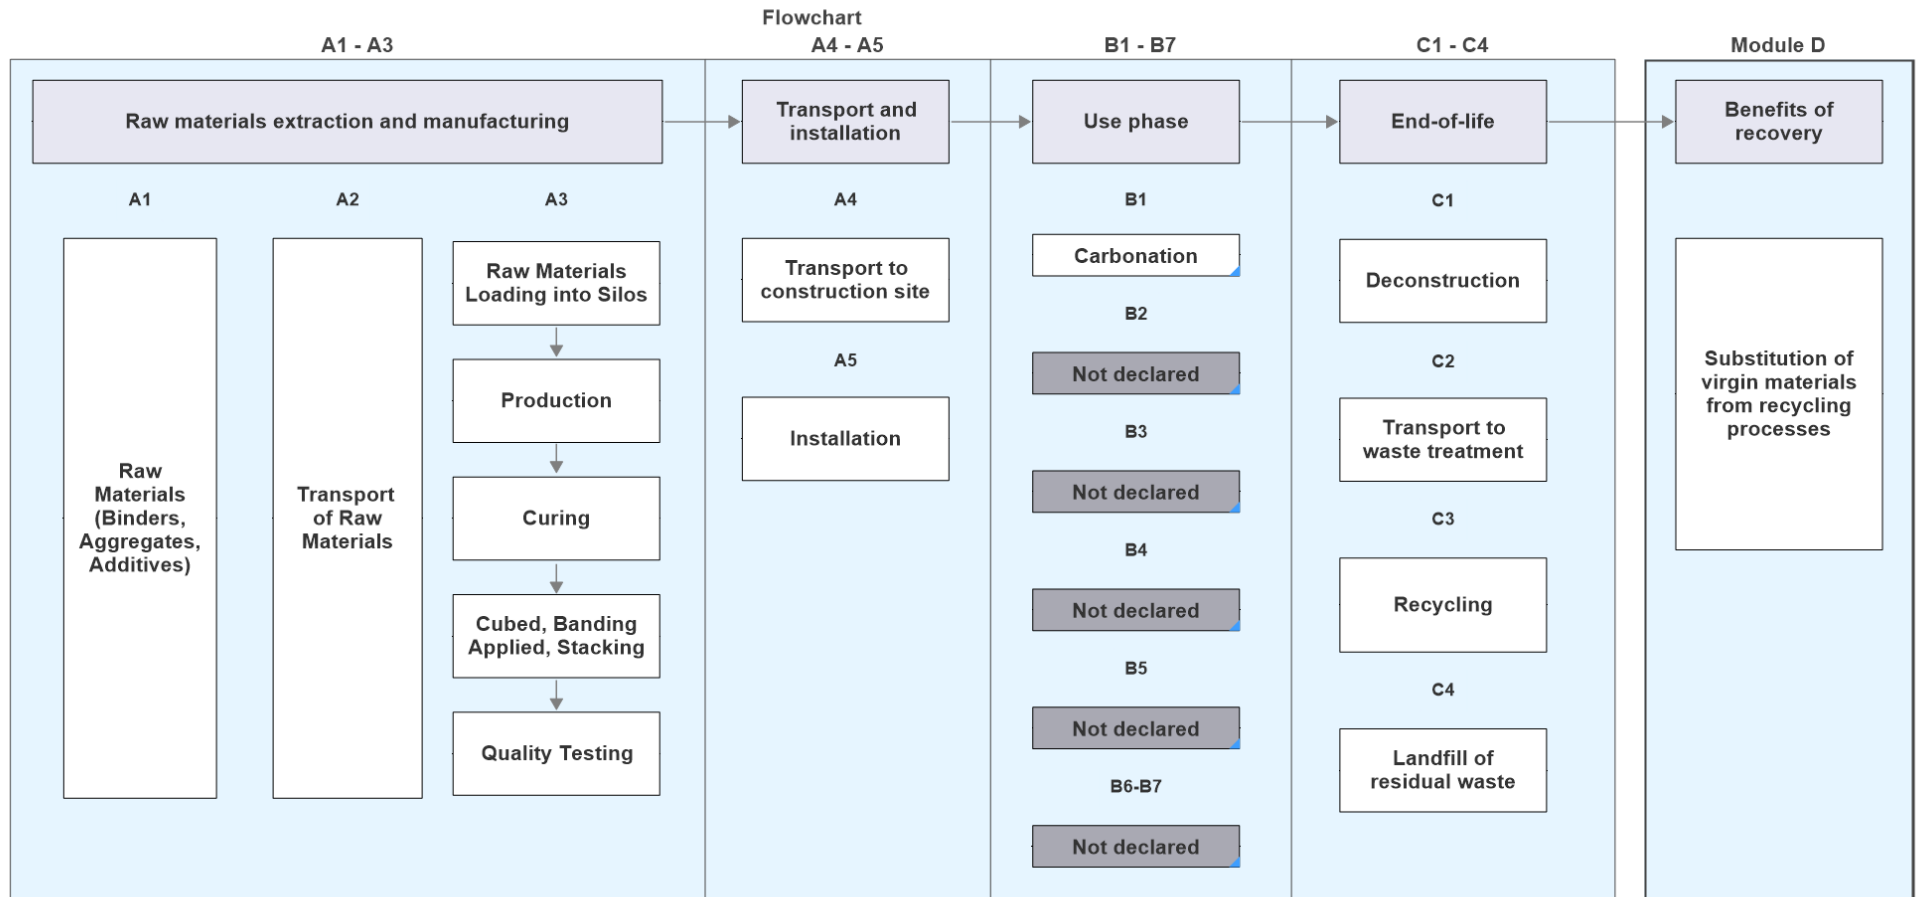 Flowchart
A1 - A3
A4 - A5
B1 - B7
C1 - C4
Module D
Raw materials extraction and manufacturing
Transport and
installation
Use phase
End-of-life
Benefits of
recovery
A1
Raw
Materials
(Binders,
Aggregates,
Additives)
A2
Transport
of Raw
Materials
A3
Raw Materials
Loading into Silos
Production
Curing
Cubed, Banding
Applied, Stacking
Quality Testing
A4
Transport to
construction site
A5
Installation
B1
Carbonation
B2
Not declared
B3
Not declared
B4
Not declared
B5
Not declared
B6-B7
Not declared
C1
Deconstruction
C2
Transport to
waste treatment
C3
Recycling
C4
Landfill of
residual waste
Substitution of
virgin materials
from recycling
processes